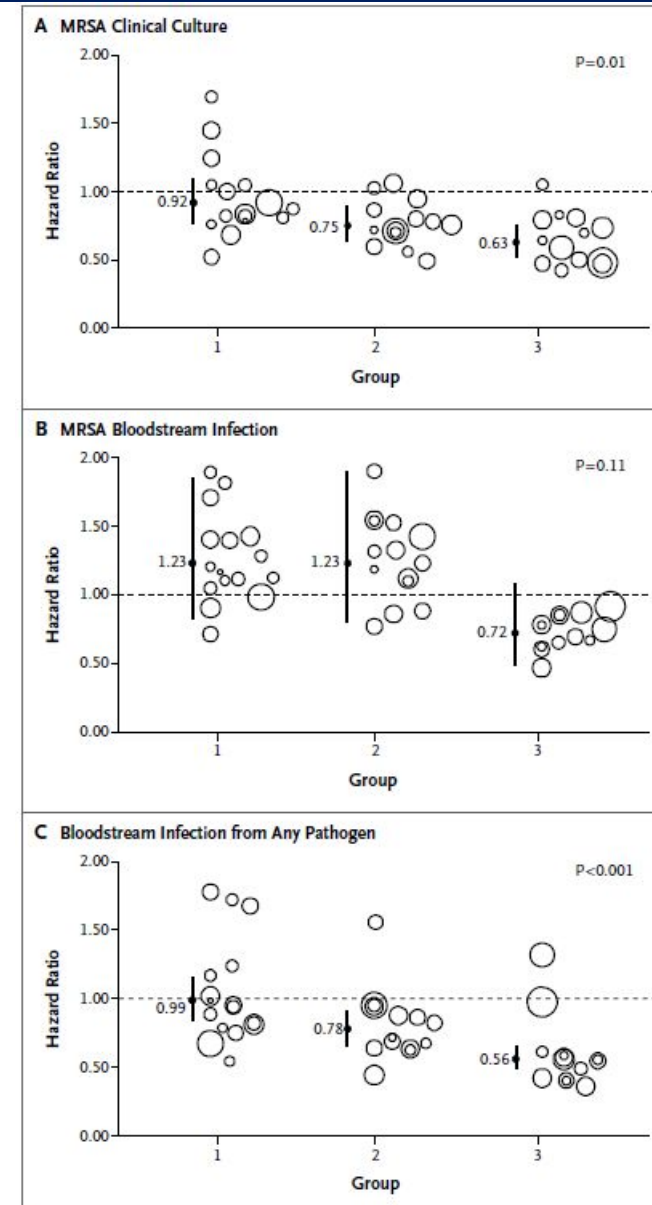 A MRSA Clinical Culture
2.00
P=0.01
1.50
Hazard Ratio
1.00
0.92
0.75
0.63
0.50
0.00
1 2 3
Group
B MRSA Bloodstream Infection
2.00
P=0.11
1.50
Hazard Ratio
1.23 1.23
1.00
0.72
0.50
0.00
1 2 3
Group
C Bloodstream Infection from Any Pathogen
2.00
P<0.001
1.50
Hazard Ratio
1.00
0.99
0.78
0.56
0.50
0.00
1 2 3
Group